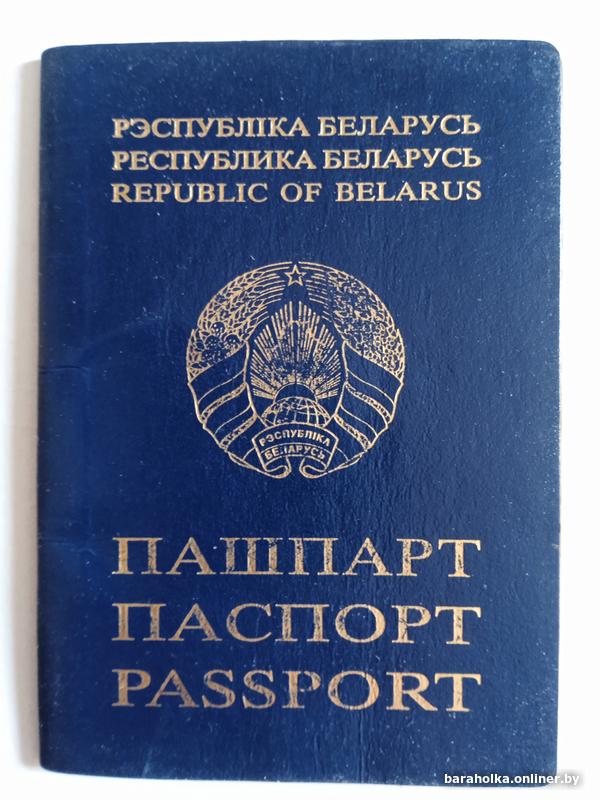 РЭСПУБЛІКА БЕЛАРУСЬ
РЕСПУБЛИКА БЕЛАРУСЬ
REPUBLIC OF BELARUS
РЭСПУБЛІКА
БЕЛАРУСЬ
ПАШПАРТ
ПАСПОРТ
PASSPORT
baraholka.onliner.by